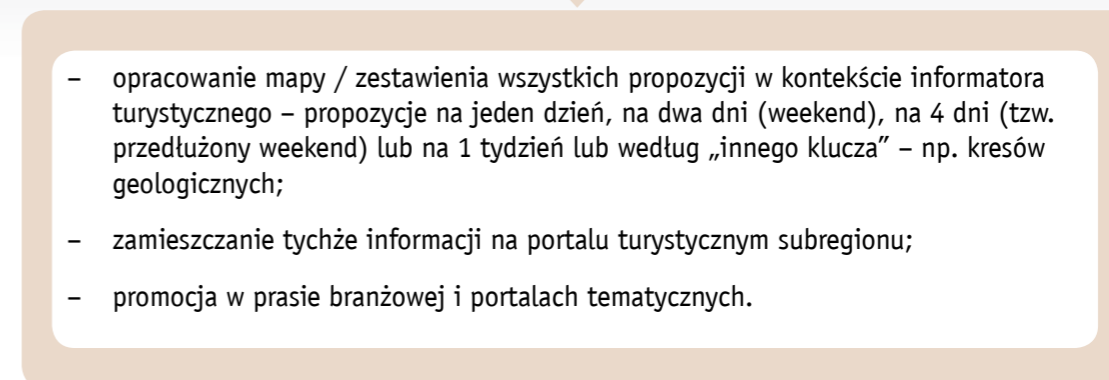 – opracowanie mapy / zestawienia wszystkich propozycji w kontekście informatora
turystycznego – propozycje na jeden dzień, na dwa dni (weekend), na 4 dni (tzw.
przedłużony weekend) lub na 1 tydzień lub według „innego klucza” – np. kresów
geologicznych;
– zamieszczanie tychże informacji na portalu turystycznym subregionu;
– promocja w prasie branżowej i portalach tematycznych.